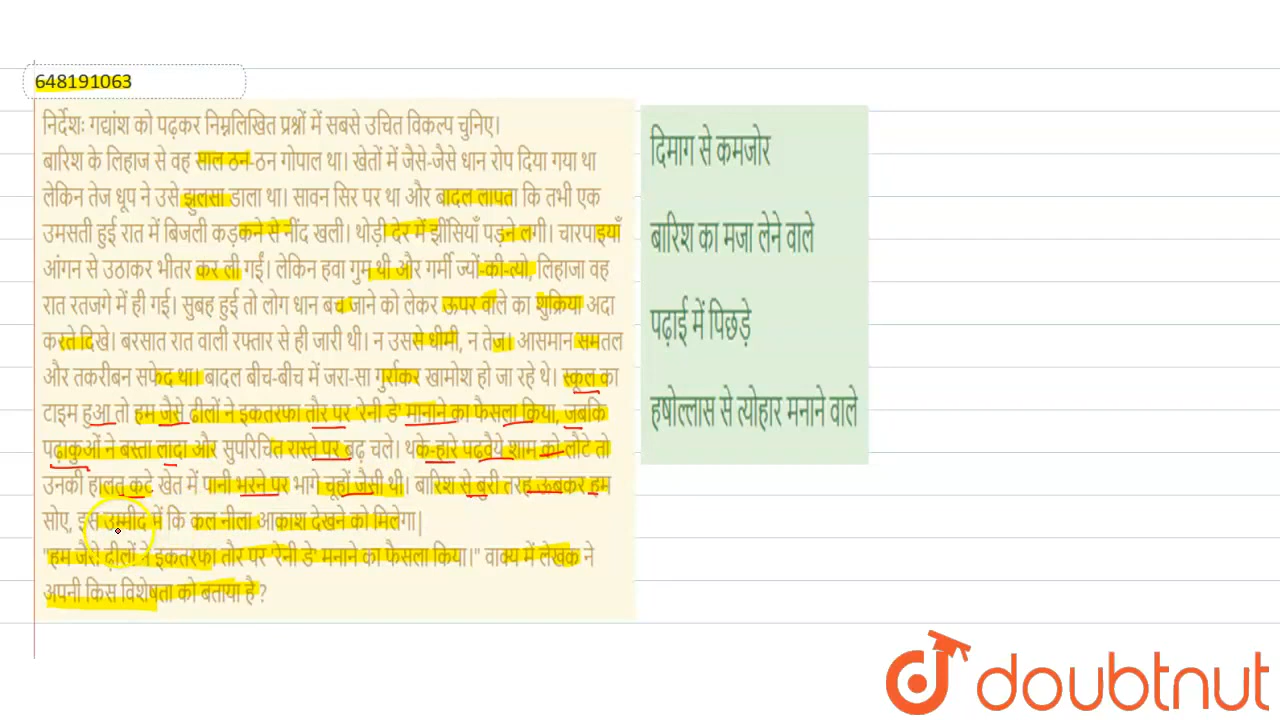 648191063
निर्देशः गद्यांश को पढ़कर निम्नलिखित प्रश्नों में सबसे उचित विकल्प चुनिए।
बारिश के लिहाज से वह साल ठन-ठन गोपाल था। खेतों में जैसे-जैसे धान रोप दिया गया था
लेकिन तेज धूप ने उसे झुलसा डाला था। सावन सिर पर था और बादल लापता। कि तभी एक
उमसती हुई रात में बिजली कड़कने से नींद खली। थोड़ी देर में झींसियाँ पड़ने लगी। चारपाइयाँ
आंगन से उठाकर भीतर कर ली गईं। लेकिन हवा गुम थी और गर्मी ज्यों-की-त्यो, लिहाजा वह
रात रतजगे में ही गई। सुबह हुई तो लोग धान बच जाने को लेकर ऊपर वाले का शुक्रिया अदा
करते दिखे। बरसात रात वाली रफ्तार से ही जारी थी। न उससे धीमी, न तेज। आसमान समतल
और तकरीबन सफेद था। बादल बीच-बीच में जरा-सा गुर्राकर खामोश हो जा रहे थे। स्कूल का
टाइम हुआ तो हम जैसे ढीलों ने इकतरफा तौर पर 'रेनी डे' मानाने का फैसला किया, जबकि
पढ़ाकुओं ने बस्ता लादा और सुपरिचित रास्ते पर बढ़ चले। थके-हारे पढवैये शाम को लौटे तो
उनकी हालत कटे खेत में पानी भरने पर भागे चूहों जैसी थी। बारिश से बुरी तरह ऊबकर हम
सोए, इस उम्मीद में कि कल नीला आकाश देखने को मिलेगा|
"हम जैसे ढीलों ने इकतरफा तौर पर 'रेनी डे' मनाने का फैसला किया।" वाक्य में लेखक ने
अपनी किस विशेषता को बताया है?
दिमाग से कमजोर
बारिश का मजा लेने वाले
पढ़ाई में पिछड़े
हषोल्लास से त्योहार मनाने वाले
doubtnut